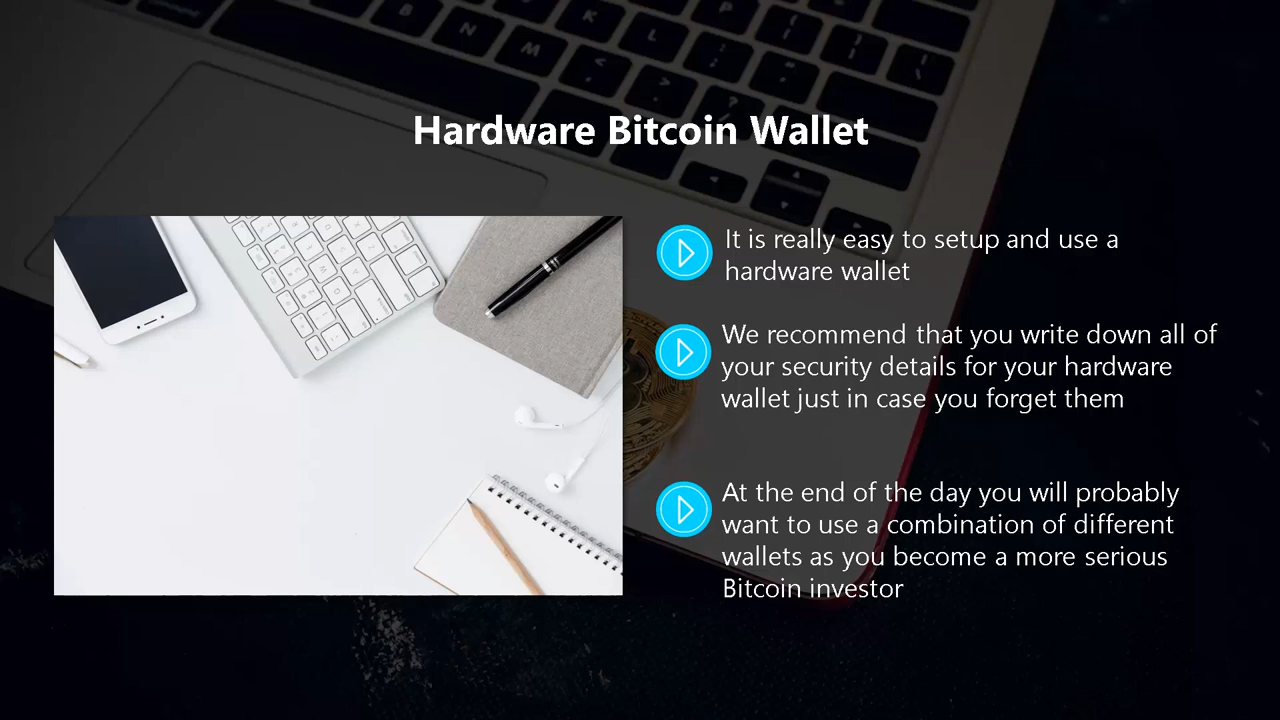 Hardware Bitcoin Wallet
It is really easy to setup and use a
hardware wallet
We recommend that you write down all of
your security details for your hardware
wallet just in case you forget them
At the end of the day you will probably
want to use a combination of different
wallets as you become a more serious
Bitcoin investor